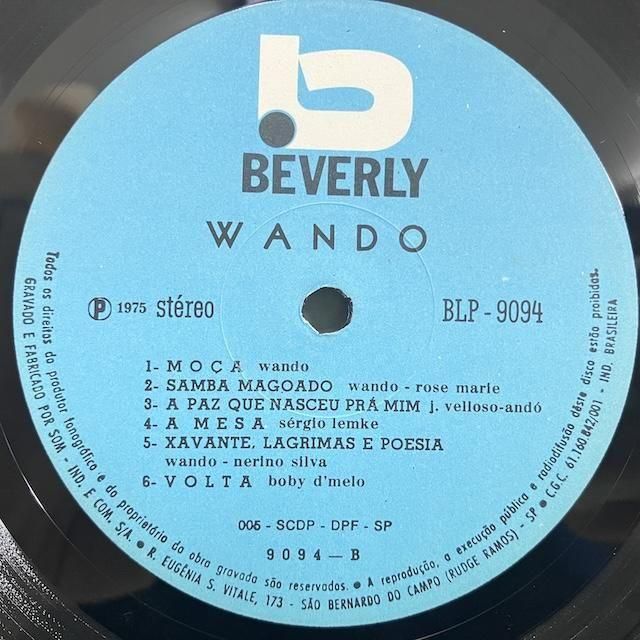 b
BEVERLY
WANDO
Ⓟ 1975 stéreo
BLP - 9094
1- MOÇA wando
2- SAMBA MAGOADO wando - rose marie
3- A PAZ QUE NASCEU PRÁ MIM j. velloso-andó
4- A MESA sérgio lemke
5- XAVANTE, LAGRIMAS E POESIA
wando - nerino silva
6- VOLTA boby d'melo
005 - SCDP - DPF - SP
9094 - B
Todos os direitos do produtor fonográfico e do proprietário da obra gravada são reservados. ● A reprodução, a execução pública e radiodifusão dêste disco estão proibidas.
GRAVADO E FABRICADO POR SOM - IND. E COM. S/A. ● R. EUGÊNIA S. VITALE, 173 - SÃO BERNARDO DO CAMPO (RUDGE RAMOS) - SP ● C.G.C. 61.160.842/001 - IND. BRASILEIRA